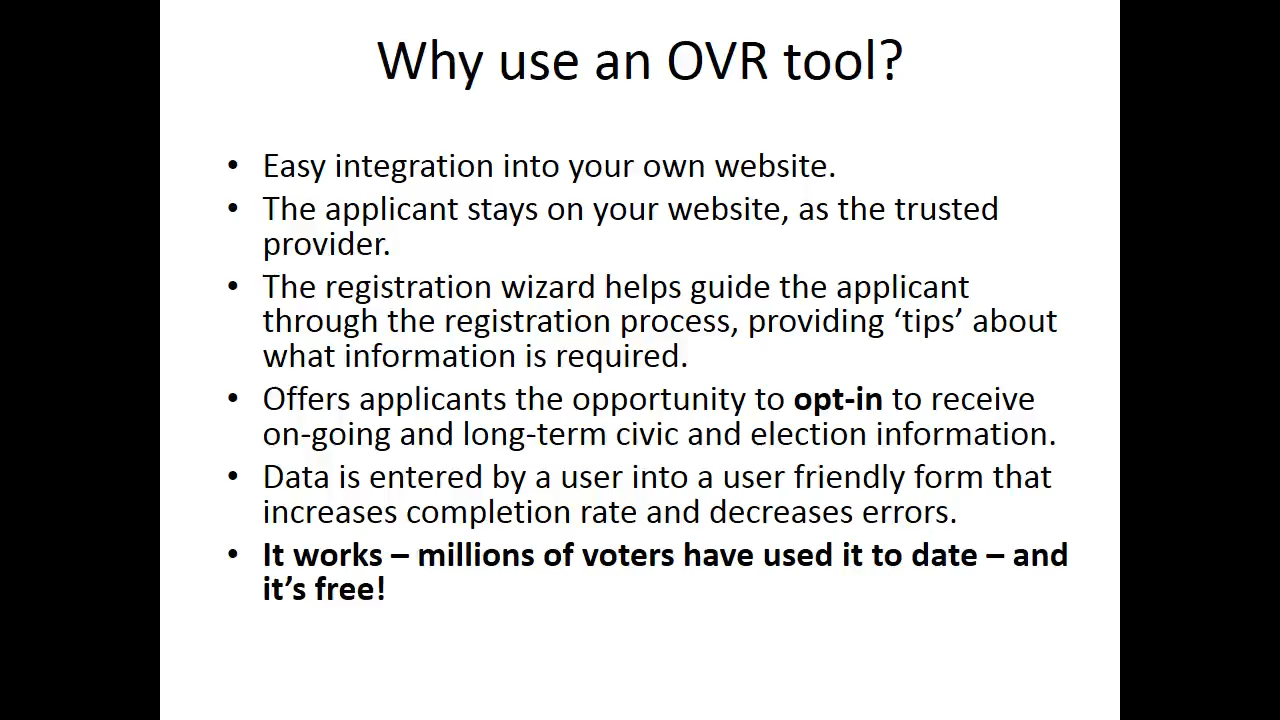 Why use an OVR tool?
• Easy integration into your own website.
• The applicant stays on your website, as the trusted
provider.
• The registration wizard helps guide the applicant
through the registration process, providing ‘tips’ about
what information is required.
• Offers applicants the opportunity to opt-in to receive
on-going and long-term civic and election information.
• Data is entered by a user into a user friendly form that
increases completion rate and decreases errors.
• It works – millions of voters have used it to date – and
it’s free!